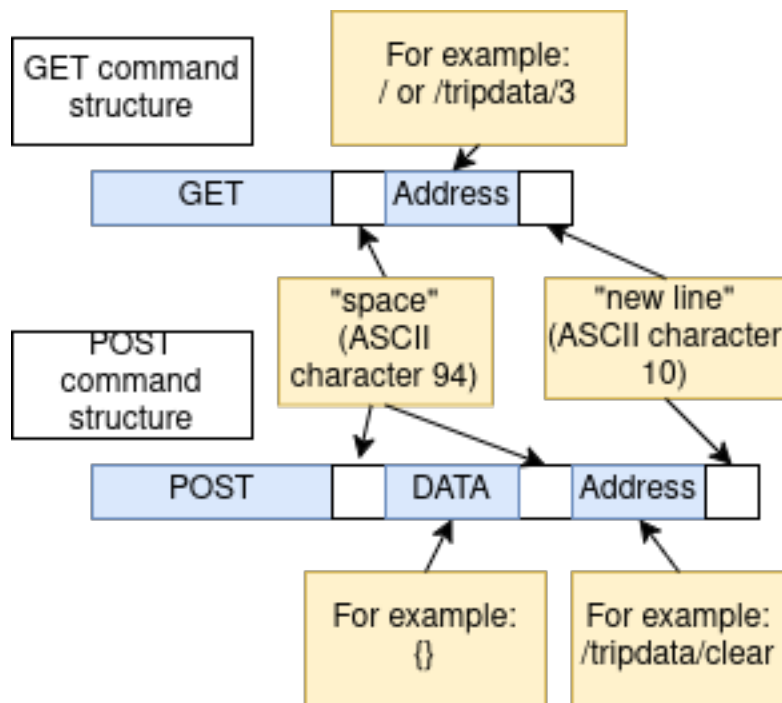 GET command
structure
For example:
/ or /tripdata/3
GET
Address
"space"
(ASCII
character 94)
"new line"
(ASCII character
10)
POST
command
structure
POST
DATA
Address
For example:
{}
For example:
/tripdata/clear